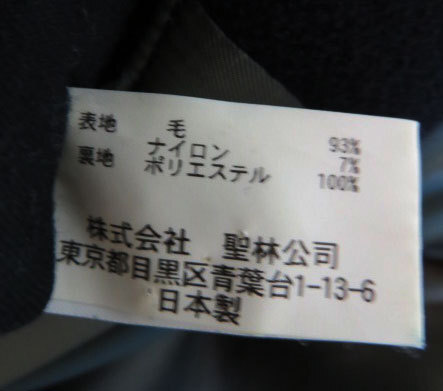 表地 毛 93%
ナイロン 7%
裏地 ポリエステル 100%
株式会社 聖林公司
東京都目黒区青葉台1-13-6
日本製